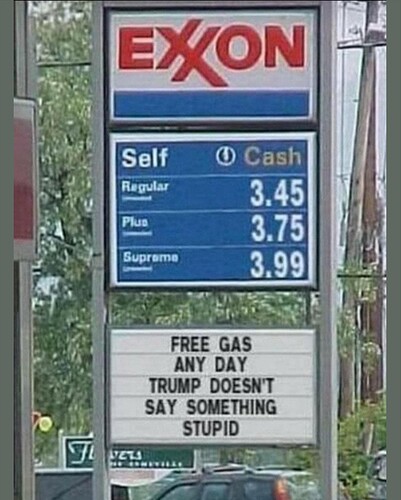 EXXON
Self Cash
Regular 3.45
Plus 3.75
Supreme 3.99
FREE GAS
ANY DAY
TRUMP DOESN'T
SAY SOMETHING
STUPID